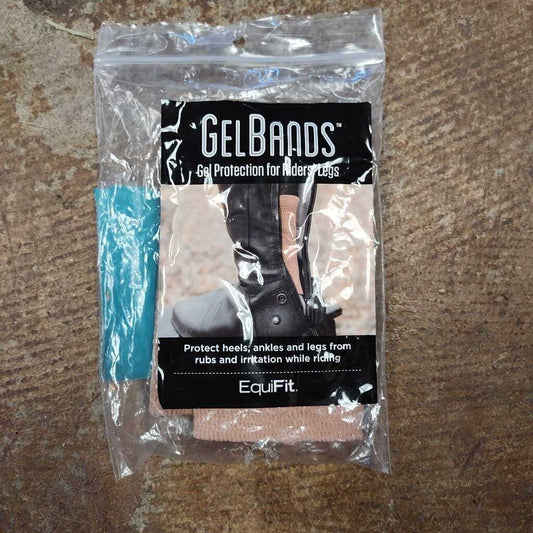 GELBANDS™
Gel Protection for Riders' Legs
Protect heels, ankles and legs from
rubs and irritation while riding
EquiFit.